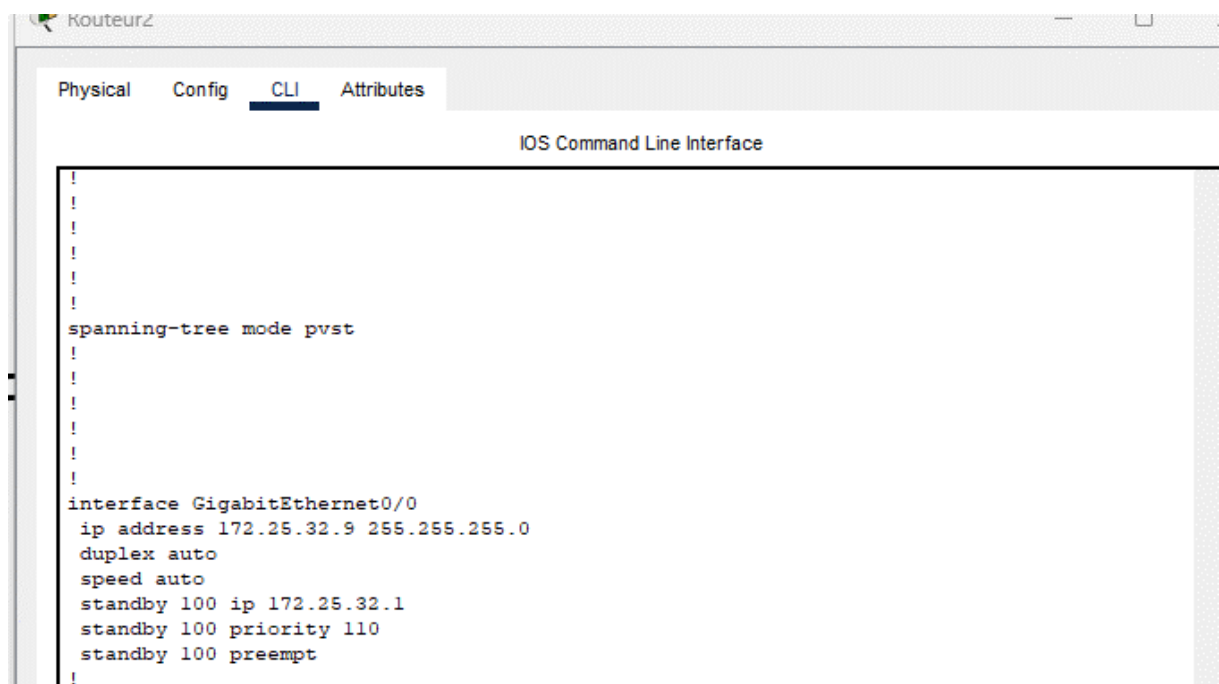 Routeur2
Physical Config CLI Attributes
IOS Command Line Interface
!
!
!
!
!
!
spanning-tree mode pvst
!
!
!
!
!
!
interface GigabitEthernet0/0
ip address 172.25.32.9 255.255.255.0
duplex auto
speed auto
standby 100 ip 172.25.32.1
standby 100 priority 110
standby 100 preempt
!